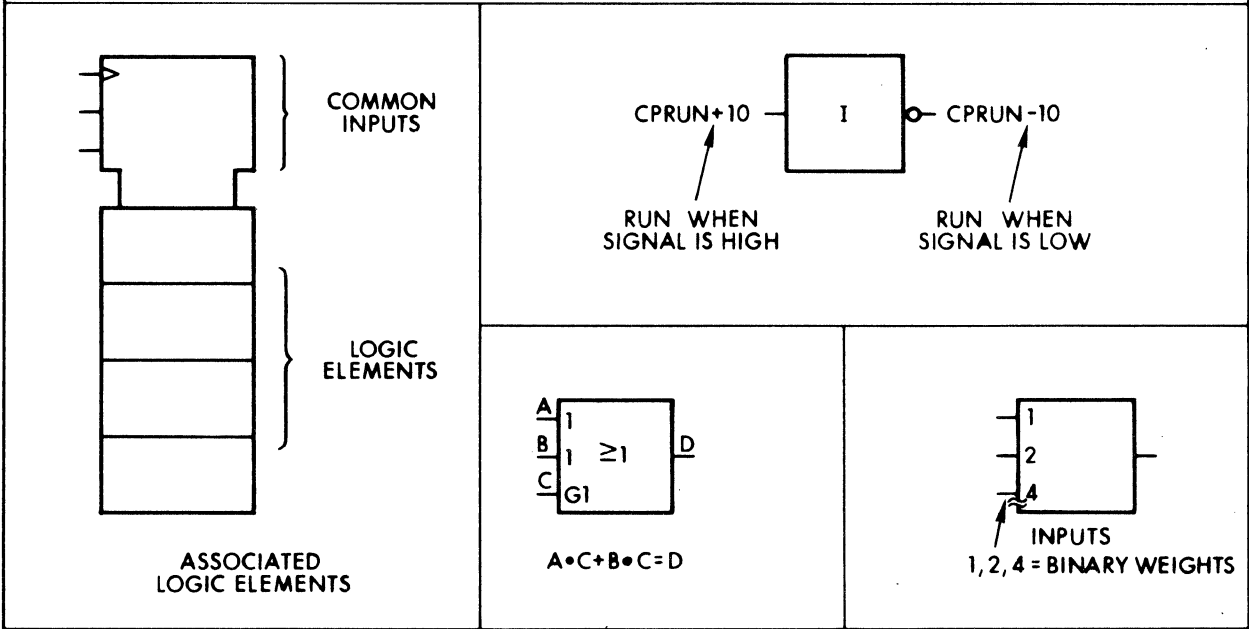 COMMON
INPUTS
LOGIC
ELEMENTS
ASSOCIATED
LOGIC ELEMENTS
CPRUN+10
I
CPRUN-10
RUN WHEN
SIGNAL IS HIGH
RUN WHEN
SIGNAL IS LOW
A
1
B
1
≥1
D
C
G1
A•C+B•C=D
1
2
4
INPUTS
1, 2, 4 = BINARY WEIGHTS